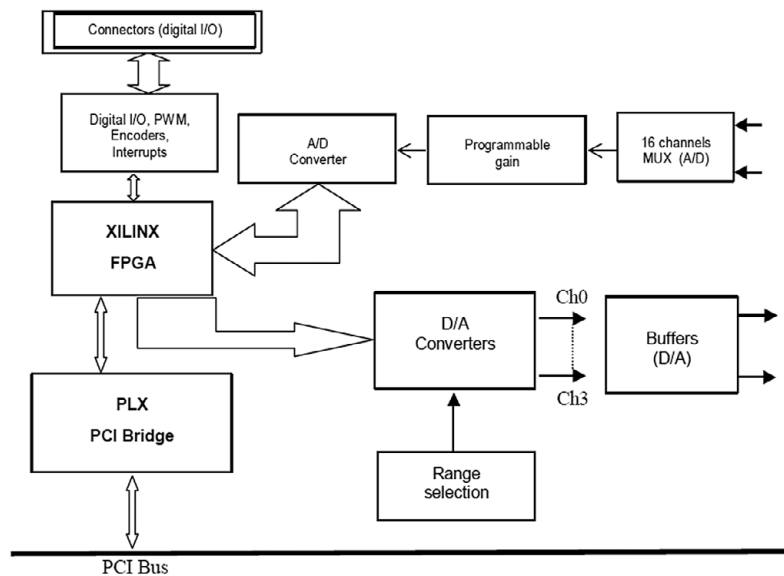 Connectors (digital I/O)
Digital I/O, PWM,
Encoders,
Interrupts
A/D
Converter
Programmable
gain
16 channels
MUX (A/D)
XILINX
FPGA
D/A
Converters
Ch0
Ch3
Buffers
(D/A)
PLX
PCI Bridge
Range
selection
PCI Bus